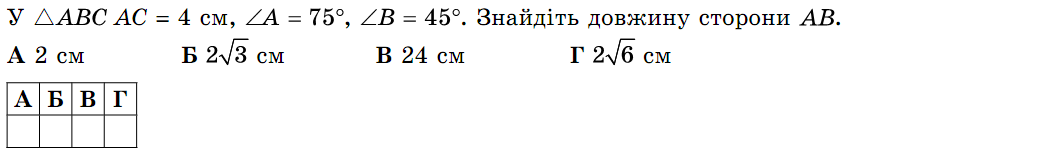 У △ABC AC = 4 см, ∠A = 75°, ∠B = 45°. Знайдіть довжину сторони AB.
А 2 см Б 2√3 см В 24 см Г 2√6 см
А Б В Г